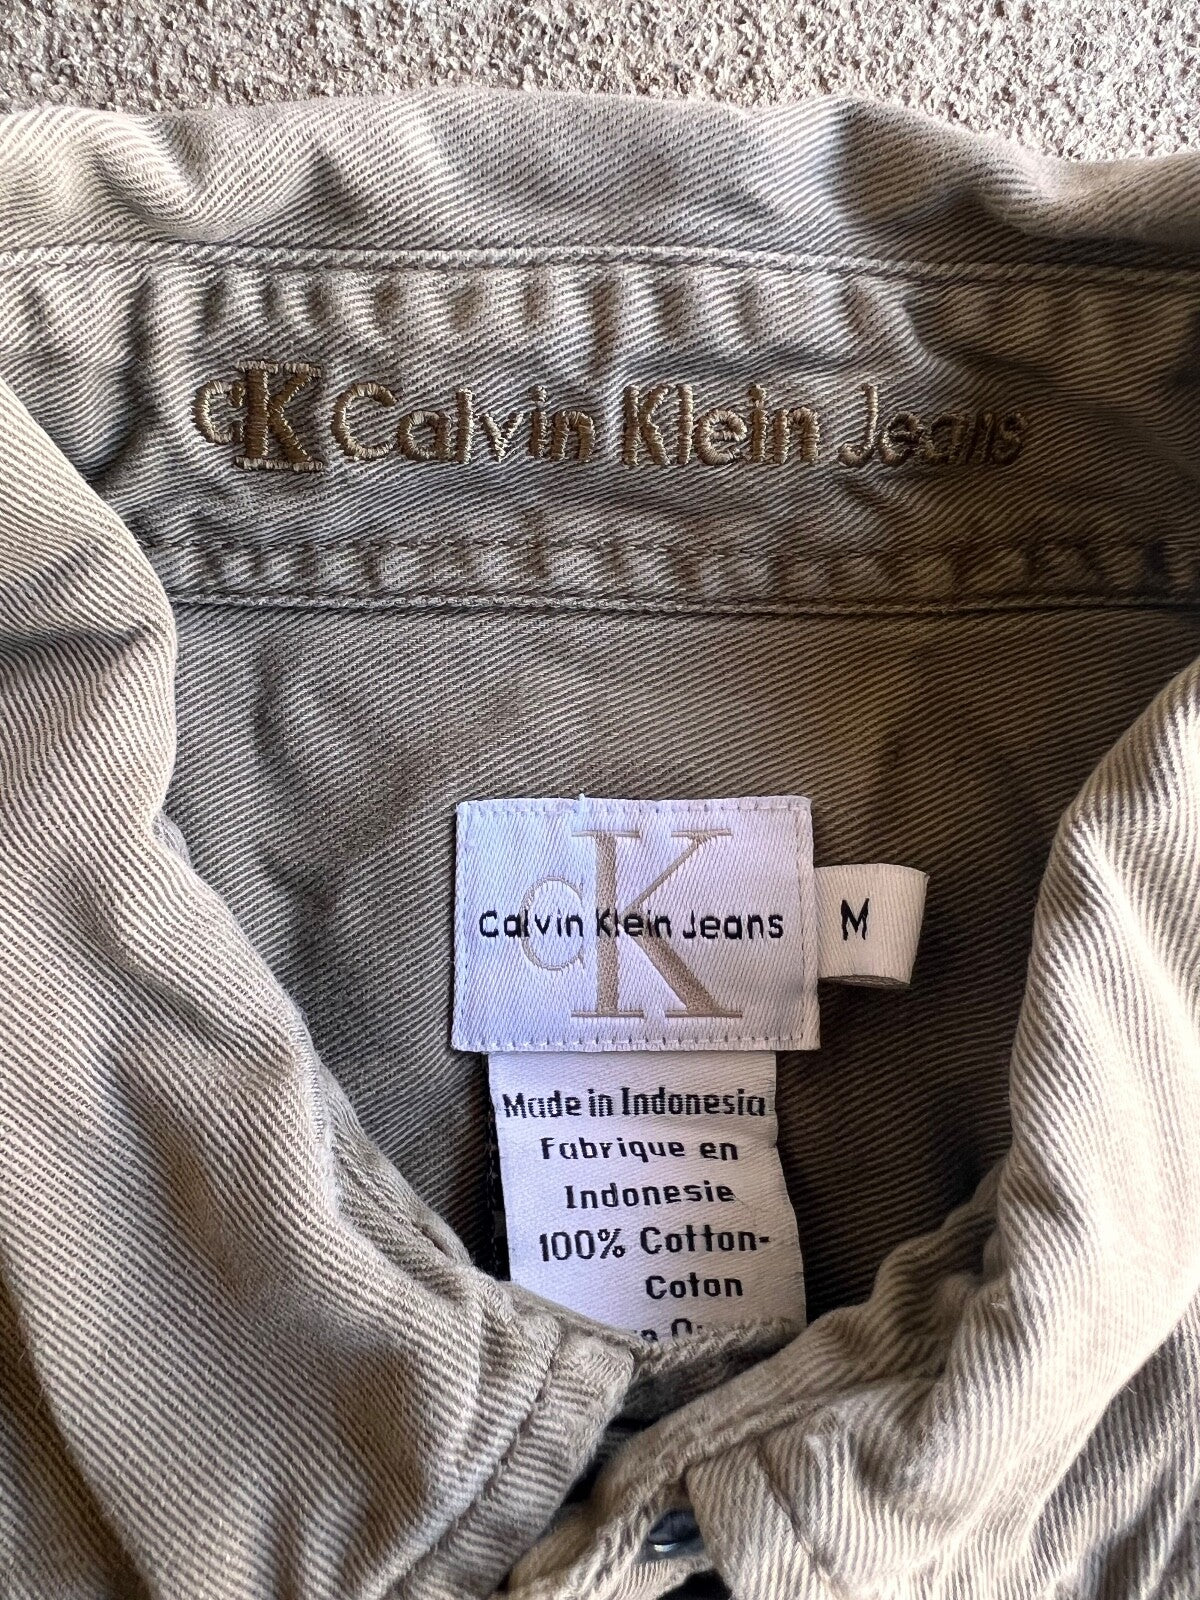 CK Calvin Klein Jeans
CK
Calvin Klein Jeans
M
Made in Indonesia
Fabrique en
Indonesie
100% Cotton-
Coton